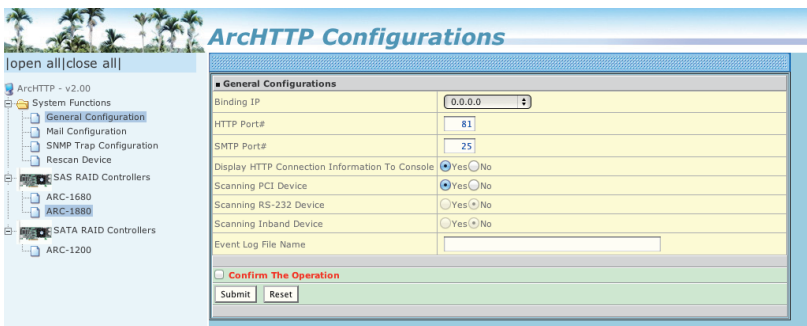 ArcHTTP Configurations
|open all|close all|
ArcHTTP - v2.00
System Functions
General Configuration
Mail Configuration
SNMP Trap Configuration
Rescan Device
SAS RAID Controllers
ARC-1680
ARC-1880
SATA RAID Controllers
ARC-1200
General Configurations
Binding IP 0.0.0.0
HTTP Port# 81
SMTP Port# 25
Display HTTP Connection Information To Console Yes No
Scanning PCI Device Yes No
Scanning RS-232 Device Yes No
Scanning Inband Device Yes No
Event Log File Name
Confirm The Operation
Submit Reset